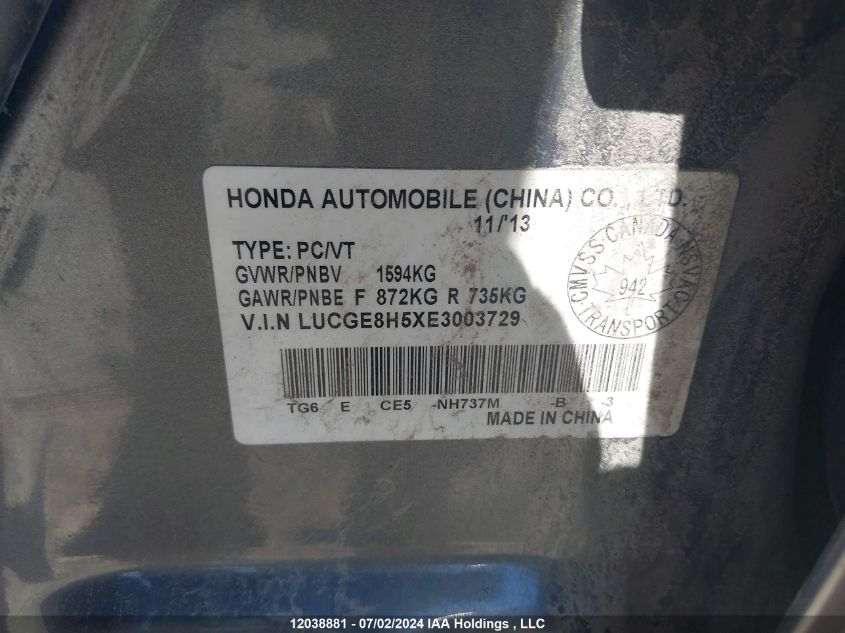 HONDA AUTOMOBILE (CHINA) CO., LTD.
11/'13
TYPE: PC/VT
GVWR/PNBV 1594KG
GAWR/PNBE F 872KG R 735KG
V.I.N LUCGE8H5XE3003729
CMVSS·CANADA·NSVAC
942
TRANSPORT
TG6 E CE5 -NH737M -B -3
MADE IN CHINA
12038881 - 07/02/2024 IAA Holdings, LLC